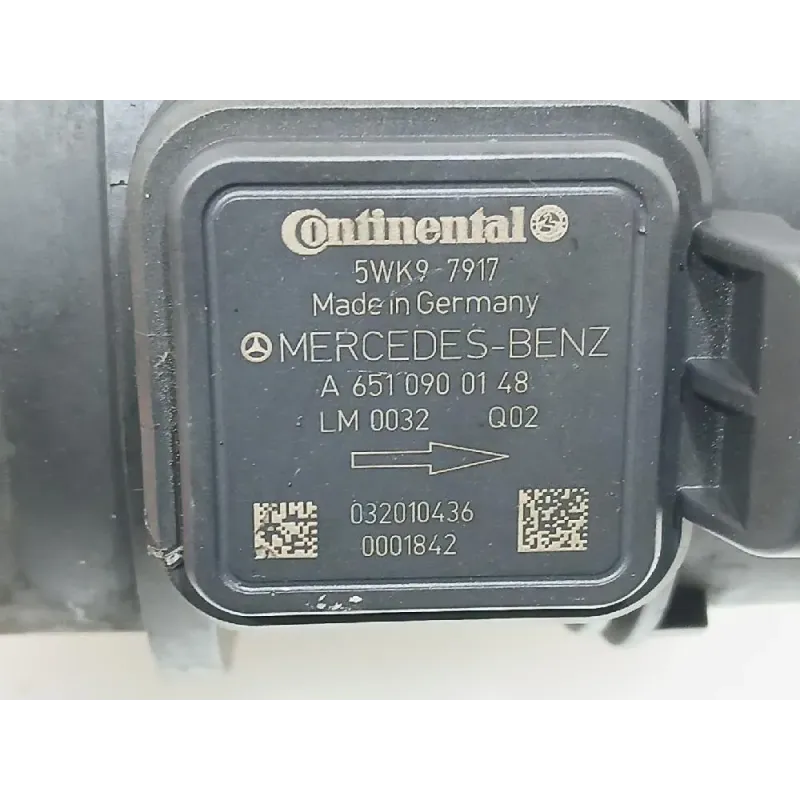 Continental
5WK9 7917
Made in Germany
MERCEDES-BENZ
A 651 090 01 48
LM 0032 Q02
032010436
0001842